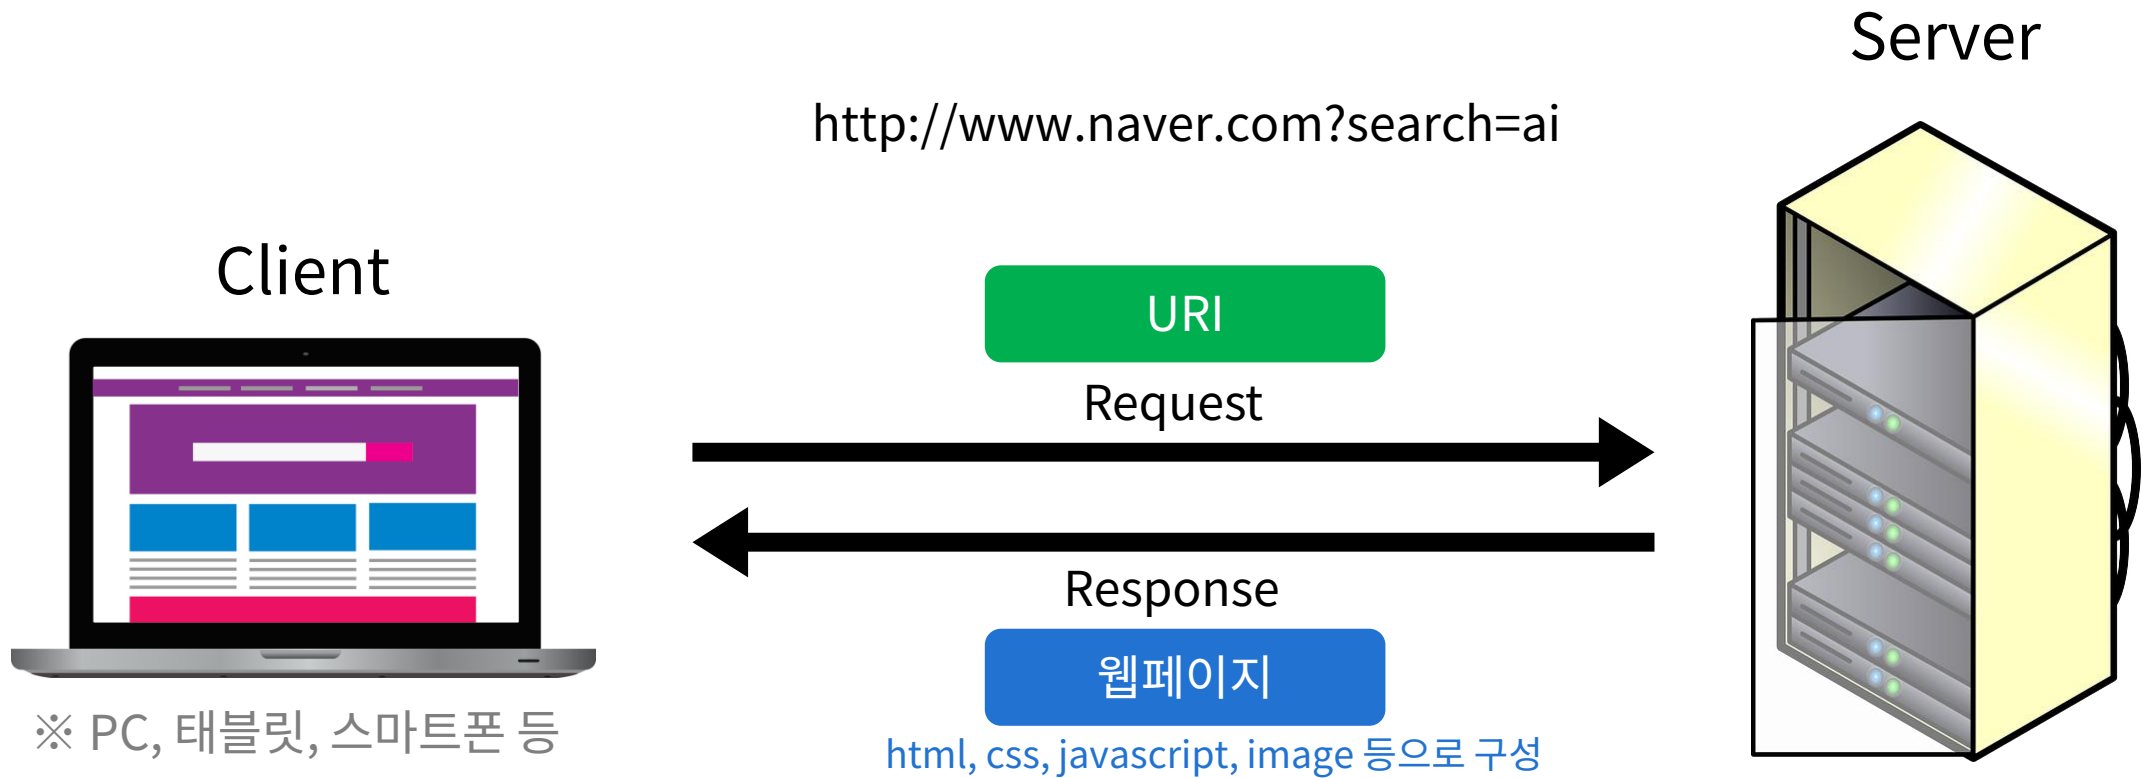 Server
http://www.naver.com?search=ai
Client
URI
Request
Response
웹페이지
※ PC, 태블릿, 스마트폰 등
html, css, javascript, image 등으로 구성